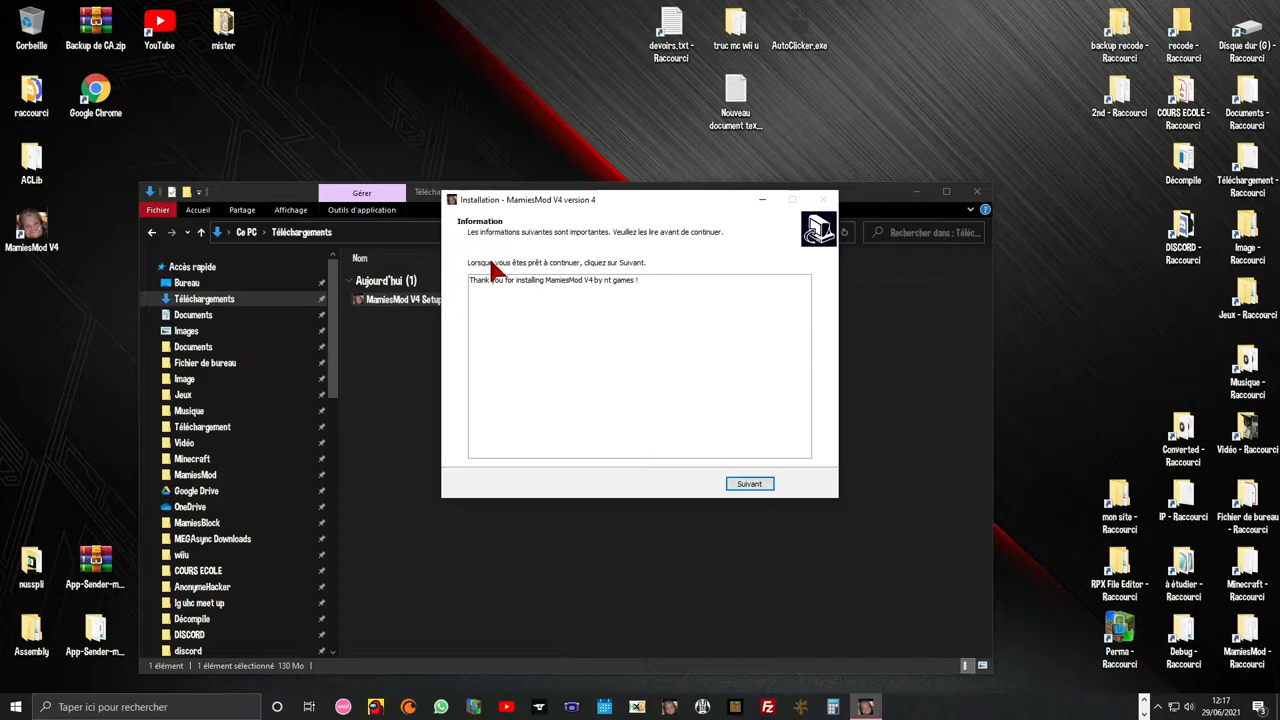 Corbeille
Backup de CA.zip
YouTube
mister
devoirs.txt -
Raccourci
truc mc wii u
AutoClicker.exe
backup recode -
Raccourci
recode -
Raccourci
Disque dur (G) -
Raccourci
raccourci
Google Chrome
Nouveau
document tex...
2nd - Raccourci
COURS ECOLE -
Raccourci
Documents -
Raccourci
ACLib
Décompile
Téléchargement -
Raccourci
MamiesMod V4
DISCORD -
Raccourci
Image -
Raccourci
Jeux - Raccourci
Musique -
Raccourci
Converted -
Raccourci
Vidéo - Raccourci
mon site -
Raccourci
IP - Raccourci
Fichier de bureau
- Raccourci
nusspli
App-Sender-m...
RPX File Editor -
Raccourci
à étudier -
Raccourci
Minecraft -
Raccourci
Assembly
App-Sender-m...
Perma -
Raccourci
Debug -
Raccourci
MamiesMod -
Raccourci
Gérer
Télécha
Fichier
Accueil
Partage
Affichage
Outils d'application
Ce PC
Téléchargements
Rechercher dans : Téléc...
Accès rapide
Bureau
Téléchargements
Documents
Images
Documents
Fichier de bureau
Image
Jeux
Musique
Téléchargement
Vidéo
Minecraft
MamiesMod
Google Drive
OneDrive
MamiesBlock
MEGAsync Downloads
wiiu
COURS ECOLE
AnonymeHacker
lg uhc meet up
Décompile
DISCORD
discord
Nom
Aujourd'hui (1)
MamiesMod V4 Setup
1 élément
1 élément sélectionné 130 Mo
Installation - MamiesMod V4 version 4
Information
Les informations suivantes sont importantes. Veuillez les lire avant de continuer.
Lorsque vous êtes prêt à continuer, cliquez sur Suivant.
Thank you for installing MamiesMod V4 by nt games !
Suivant
Taper ici pour rechercher
12:17
29/06/2021